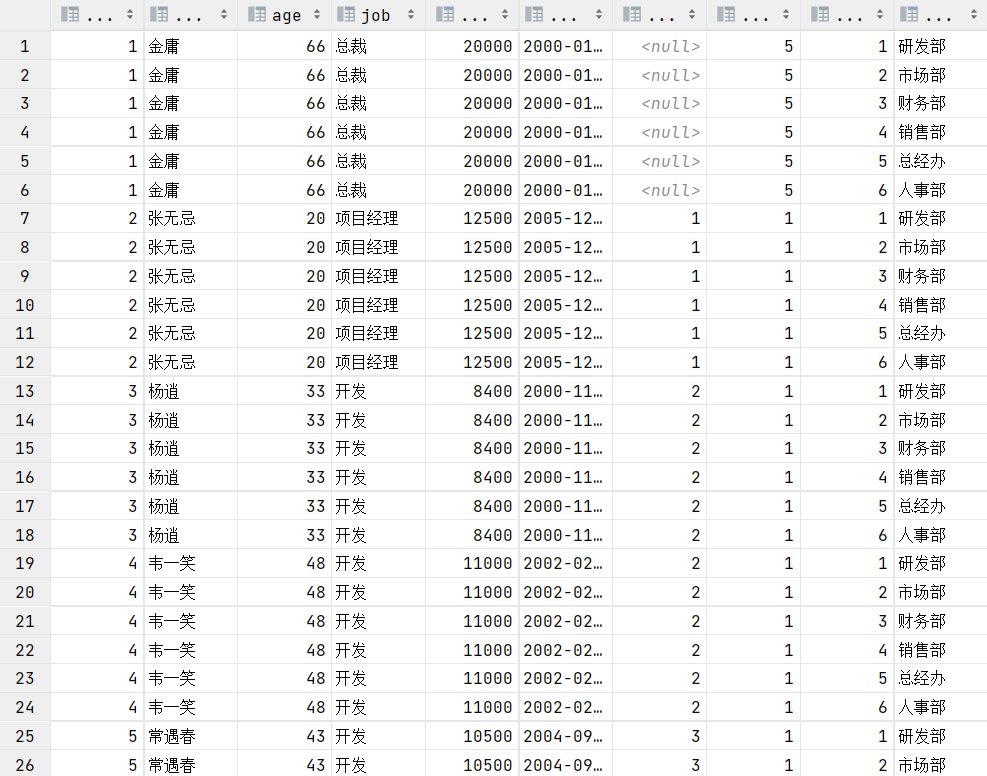 ... ... age job ... ... ... ... ... ...
1 1 金庸 66 总裁 20000 2000-01… <null> 5 1 研发部
2 1 金庸 66 总裁 20000 2000-01… <null> 5 2 市场部
3 1 金庸 66 总裁 20000 2000-01… <null> 5 3 财务部
4 1 金庸 66 总裁 20000 2000-01… <null> 5 4 销售部
5 1 金庸 66 总裁 20000 2000-01… <null> 5 5 总经办
6 1 金庸 66 总裁 20000 2000-01… <null> 5 6 人事部
7 2 张无忌 20 项目经理 12500 2005-12… 1 1 1 研发部
8 2 张无忌 20 项目经理 12500 2005-12… 1 1 2 市场部
9 2 张无忌 20 项目经理 12500 2005-12… 1 1 3 财务部
10 2 张无忌 20 项目经理 12500 2005-12… 1 1 4 销售部
11 2 张无忌 20 项目经理 12500 2005-12… 1 1 5 总经办
12 2 张无忌 20 项目经理 12500 2005-12… 1 1 6 人事部
13 3 杨逍 33 开发 8400 2000-11… 2 1 1 研发部
14 3 杨逍 33 开发 8400 2000-11… 2 1 2 市场部
15 3 杨逍 33 开发 8400 2000-11… 2 1 3 财务部
16 3 杨逍 33 开发 8400 2000-11… 2 1 4 销售部
17 3 杨逍 33 开发 8400 2000-11… 2 1 5 总经办
18 3 杨逍 33 开发 8400 2000-11… 2 1 6 人事部
19 4 韦一笑 48 开发 11000 2002-02… 2 1 1 研发部
20 4 韦一笑 48 开发 11000 2002-02… 2 1 2 市场部
21 4 韦一笑 48 开发 11000 2002-02… 2 1 3 财务部
22 4 韦一笑 48 开发 11000 2002-02… 2 1 4 销售部
23 4 韦一笑 48 开发 11000 2002-02… 2 1 5 总经办
24 4 韦一笑 48 开发 11000 2002-02… 2 1 6 人事部
25 5 常遇春 43 开发 10500 2004-09… 3 1 1 研发部
26 5 常遇春 43 开发 10500 2004-09… 3 1 2 市场部